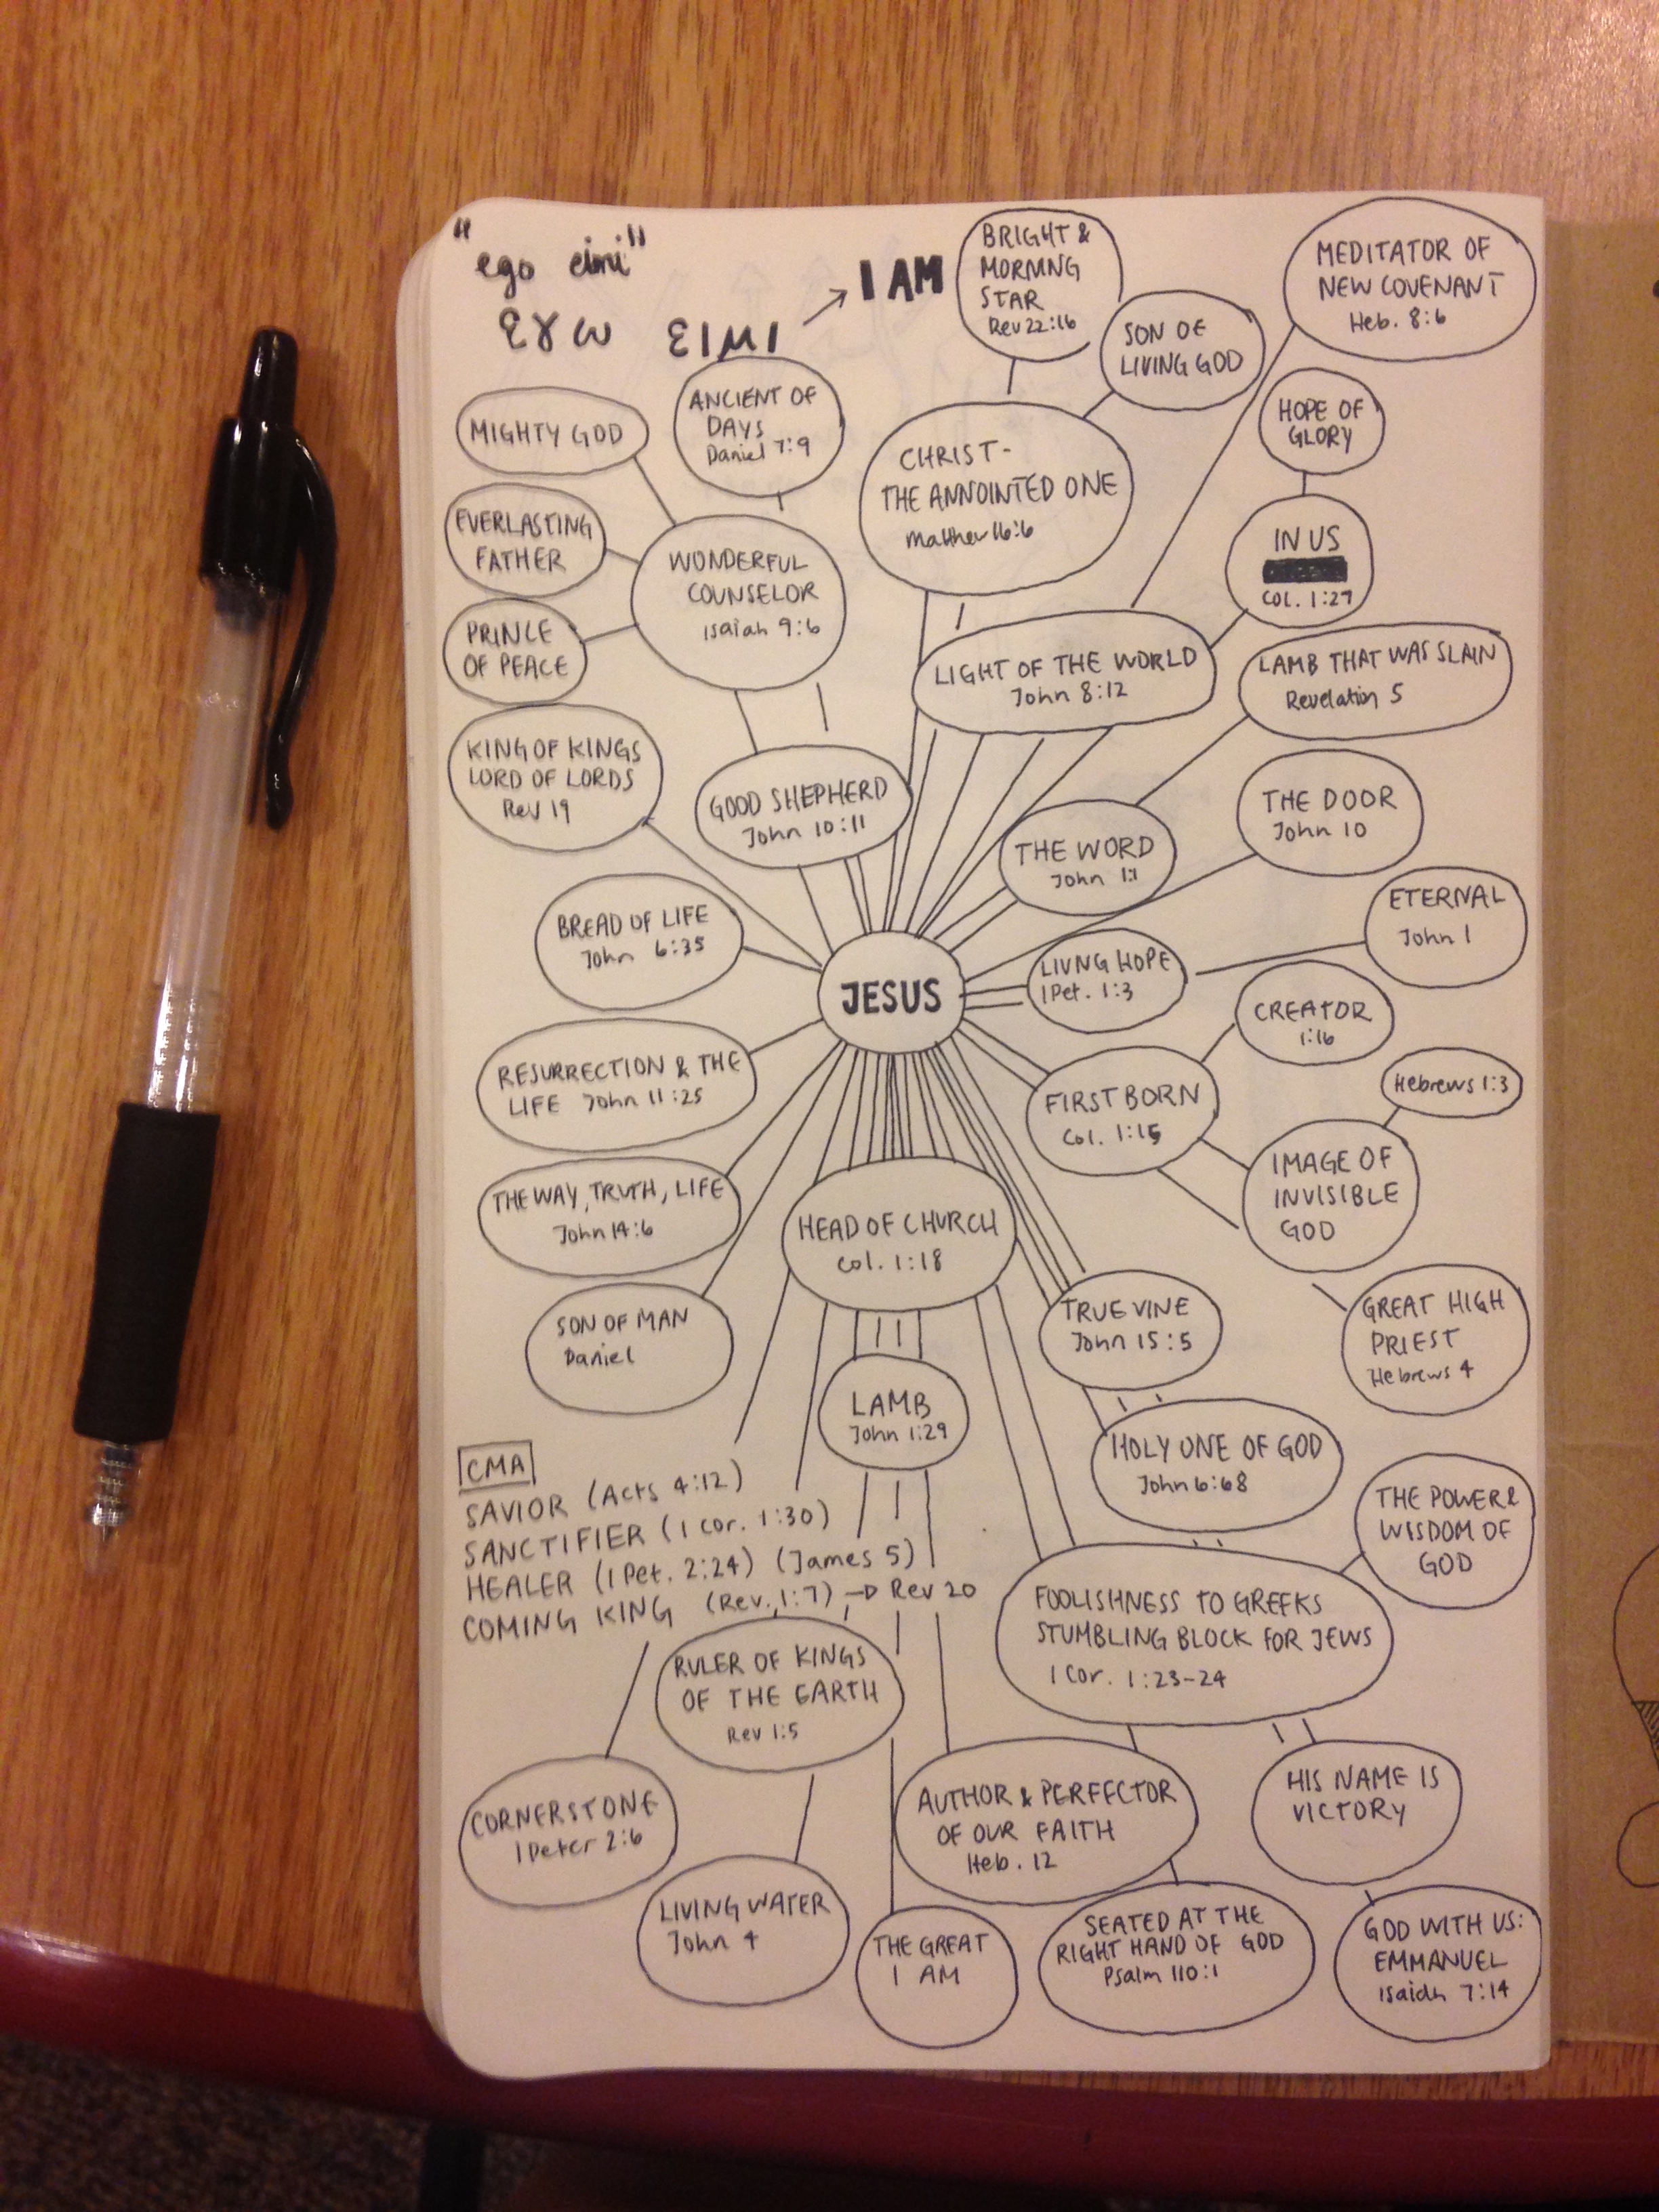 "ego eimi"
εγω ειμι → I AM
BRIGHT &
MORNING
STAR
Rev 22:16
SON OF
LIVING GOD
MEDITATOR OF
NEW COVENANT
Heb. 8:6
MIGHTY GOD
ANCIENT OF
DAYS
Daniel 7:9
CHRIST -
THE ANNOINTED ONE
Matthew 16:6
HOPE OF
GLORY
EVERLASTING
FATHER
WONDERFUL
COUNSELOR
Isaiah 9:6
IN US
COL. 1:27
PRINCE
OF PEACE
LIGHT OF THE WORLD
John 8:12
LAMB THAT WAS SLAIN
Revelation 5
KING OF KINGS
LORD OF LORDS
Rev 19
GOOD SHEPHERD
John 10:11
THE WORD
John 1:1
THE DOOR
John 10
BREAD OF LIFE
John 6:35
JESUS
LIVNG HOPE
1 Pet. 1:3
ETERNAL
John 1
CREATOR
1:16
RESURRECTION & THE
LIFE John 11:25
FIRST BORN
Col. 1:15
Hebrews 1:3
IMAGE OF
INVISIBLE
GOD
THE WAY, TRUTH, LIFE
John 14:6
HEAD OF CHURCH
Col. 1:18
SON OF MAN
Daniel
TRUE VINE
John 15:5
GREAT HIGH
PRIEST
Hebrews 4
LAMB
John 1:29
HOLY ONE OF GOD
John 6:68
THE POWER &
WISDOM OF
GOD
CMA
SAVIOR (Acts 4:12)
SANCTIFIER (1 Cor. 1:30)
HEALER (1 Pet. 2:24) (James 5)
COMING KING (Rev. 1:7) → Rev 20
FOOLISHNESS TO GREEKS
STUMBLING BLOCK FOR JEWS
1 Cor. 1:23-24
RULER OF KINGS
OF THE EARTH
Rev 1:5
CORNERSTONE
1 Peter 2:6
AUTHOR & PERFECTOR
OF OUR FAITH
Heb. 12
HIS NAME IS
VICTORY
LIVING WATER
John 4
THE GREAT
I AM
SEATED AT THE
RIGHT HAND OF GOD
Psalm 110:1
GOD WITH US:
EMMANUEL
Isaiah 7:14